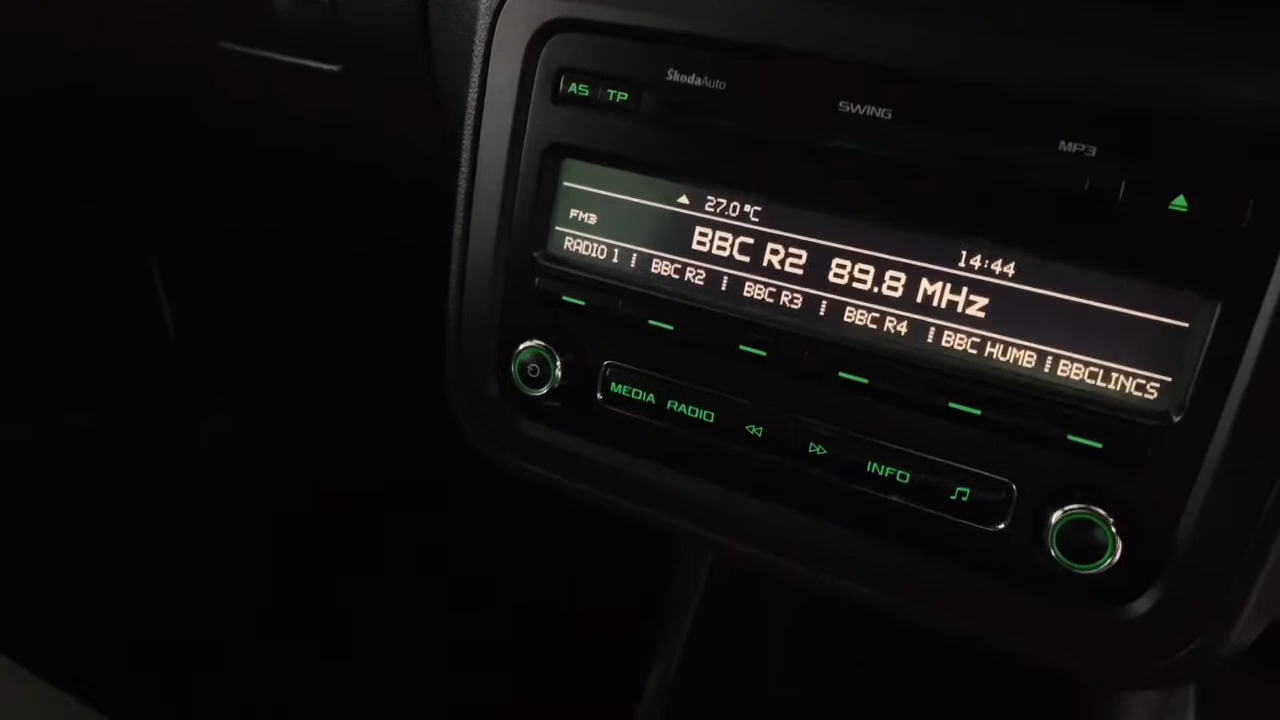 ŠkodaAuto
SWING
MP3
AS TP
27.0 °C
14:44
FM3
BBC R2 89.8 MHz
RADIO 1 BBC R2 BBC R3 BBC R4 BBC HUMB BBCLINCS
MEDIA RADIO INFO